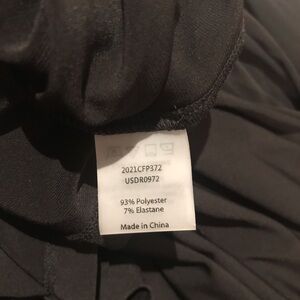 2021CFP372
USDR0972
93% Polyester
7% Elastane
Made in China